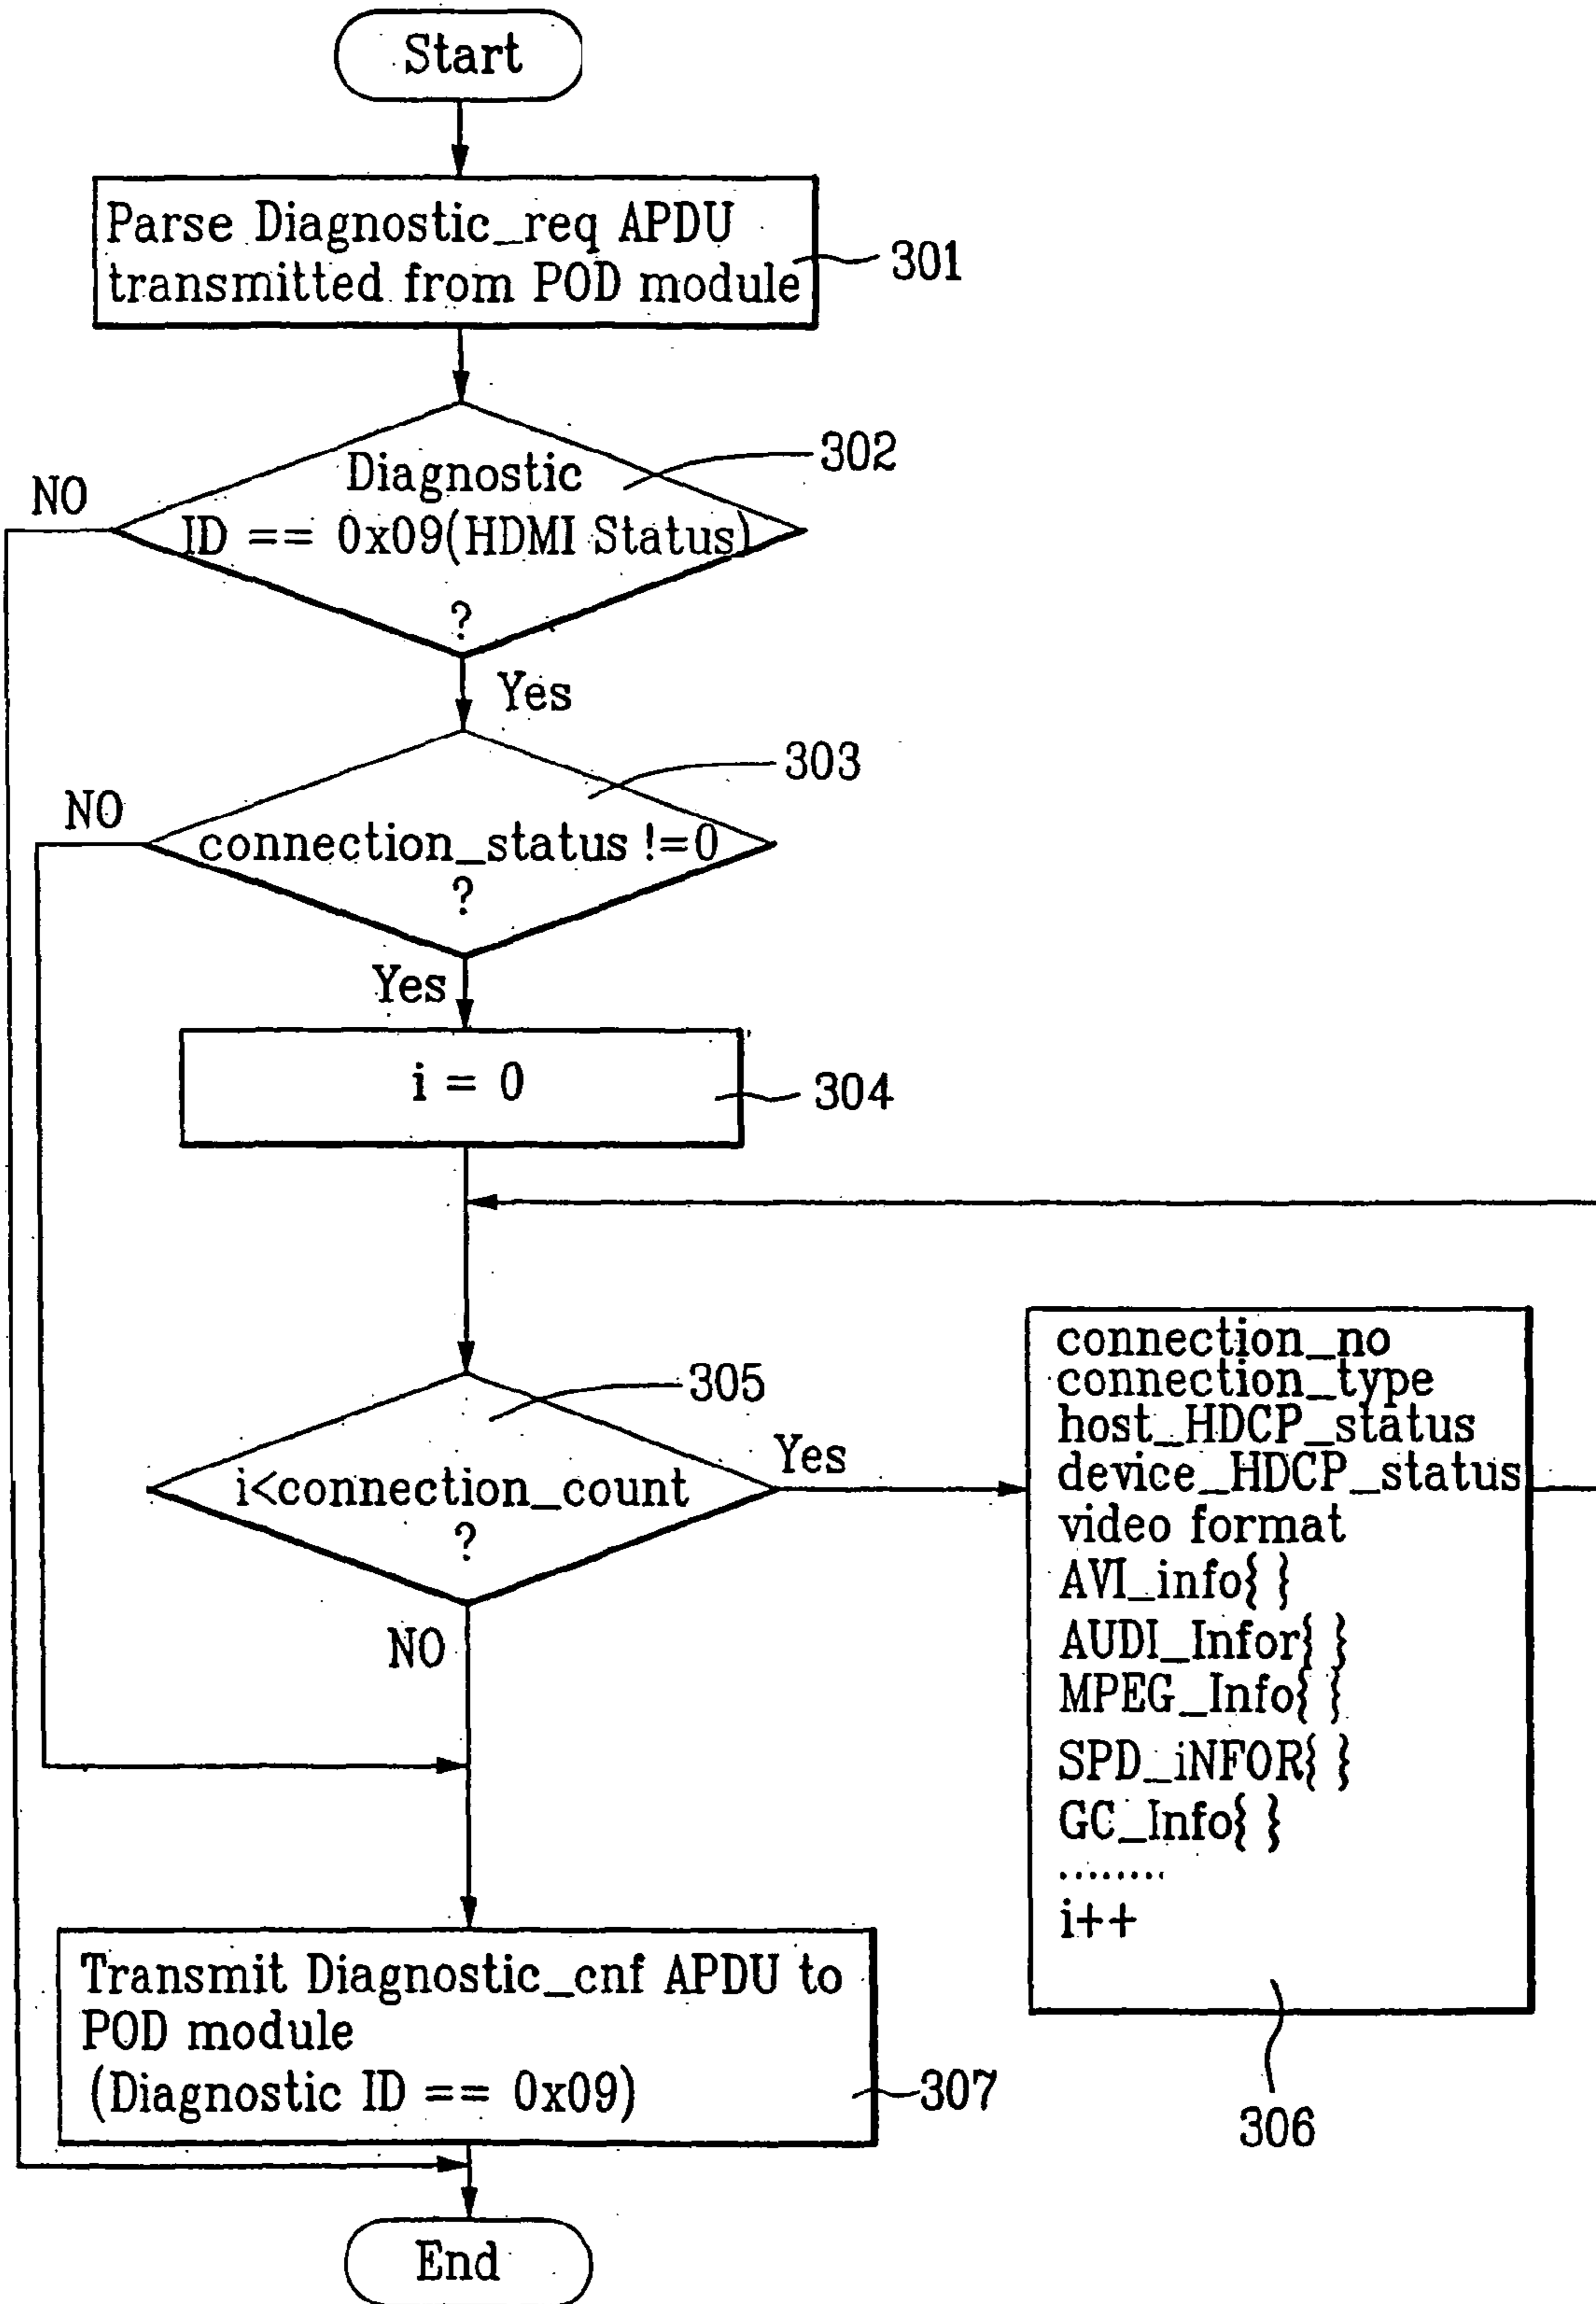 Start
Parse Diagnostic_req APDU
transmitted from POD module
301
Diagnostic
ID == 0x09(HDMI Status)
?
302
NO
Yes
303
connection_status !=0
?
NO
Yes
i = 0
304
305
i<connection_count
?
Yes
NO
connection_no
connection_type
host_HDCP_status
device_HDCP_status
video format
AVI_info{ }
AUDI_Infor{ }
MPEG_Info{ }
SPD_iNFOR{ }
GC_Info{ }
........
i++
306
Transmit Diagnostic_cnf APDU to
POD module
(Diagnostic ID == 0x09)
307
End